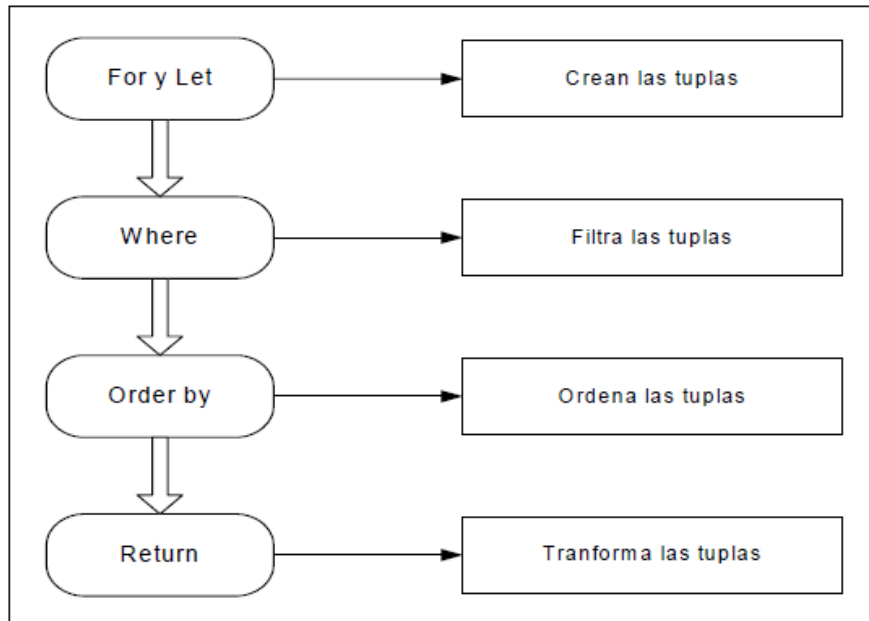 For y Let
Crean las tuplas
Where
Filtra las tuplas
Order by
Ordena las tuplas
Return
Tranforma las tuplas